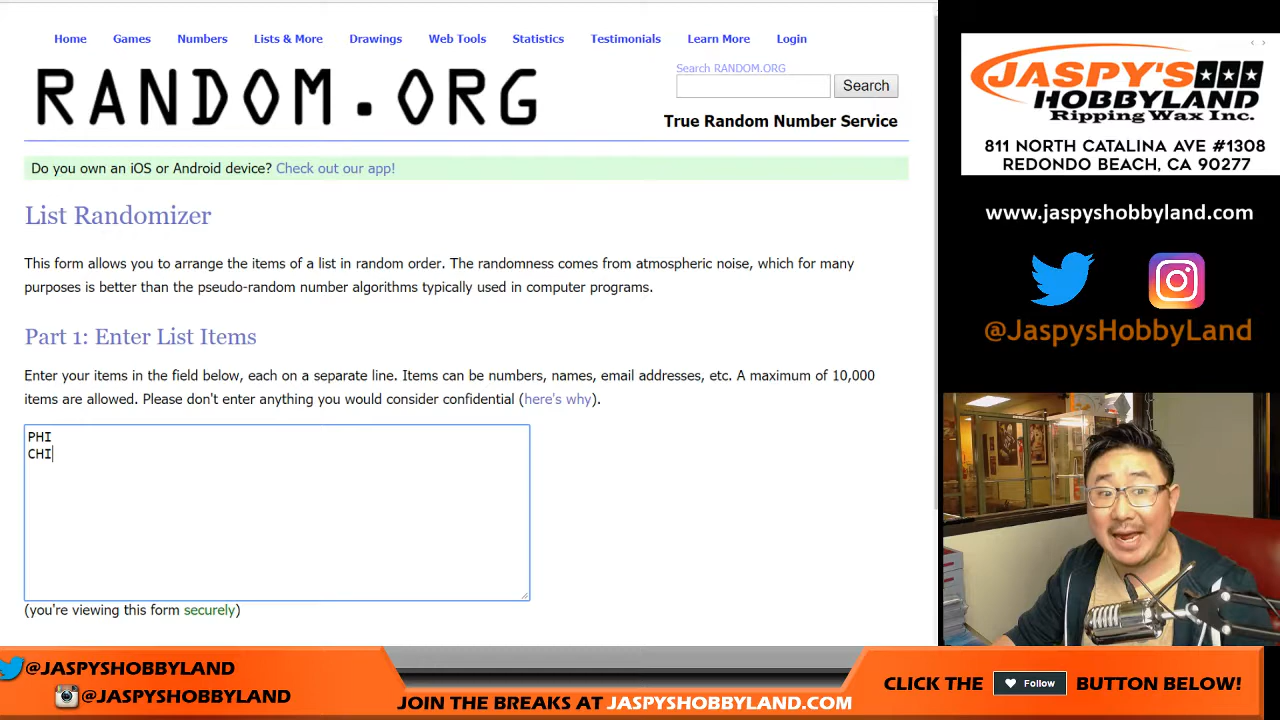 Home Games Numbers Lists & More Drawings Web Tools Statistics Testimonials Learn More Login
RANDOM.ORG
Search RANDOM.ORG
Search
True Random Number Service
Do you own an iOS or Android device? Check out our app!
List Randomizer
This form allows you to arrange the items of a list in random order. The randomness comes from atmospheric noise, which for many
purposes is better than the pseudo-random number algorithms typically used in computer programs.
Part 1: Enter List Items
Enter your items in the field below, each on a separate line. Items can be numbers, names, email addresses, etc. A maximum of 10,000
items are allowed. Please don't enter anything you would consider confidential (here's why).
PHI
CHI
(you're viewing this form securely)
JASPY'S
HOBBYLAND
Ripping Wax Inc.
811 NORTH CATALINA AVE #1308
REDONDO BEACH, CA 90277
www.jaspyshobbyland.com
@JaspysHobbyLand
@JASPYSHOBBYLAND
@JASPYSHOBBYLAND
JOIN THE BREAKS AT JASPYSHOBBYLAND.COM
CLICK THE Follow BUTTON BELOW!